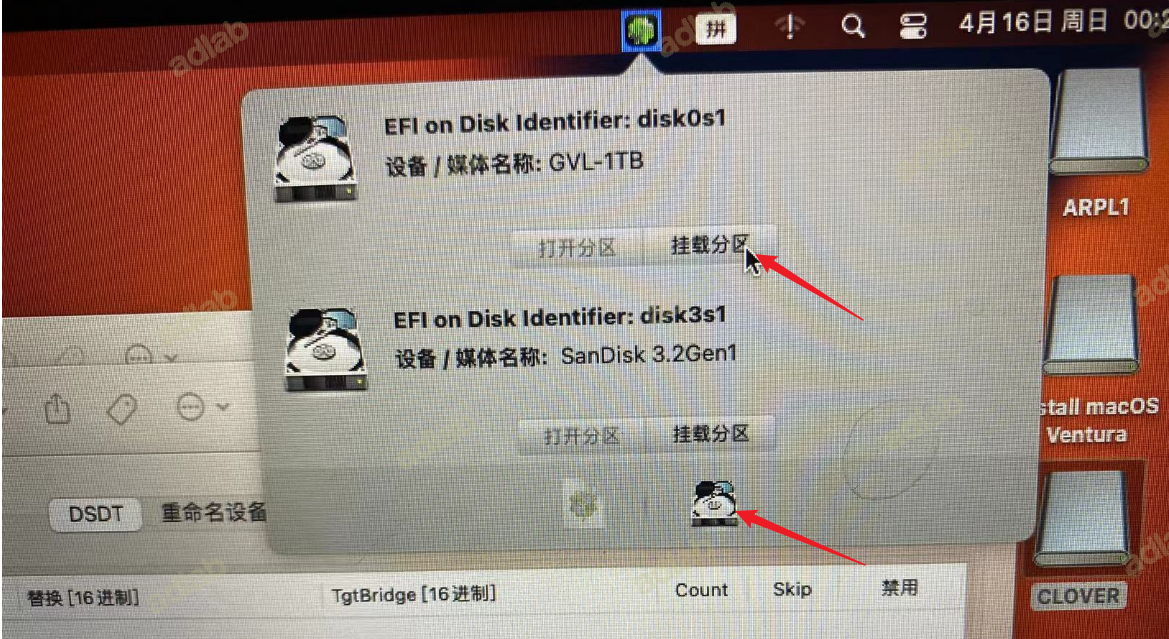 拼
4月16日 周日 00:2
EFI on Disk Identifier: disk0s1
设备 / 媒体名称: GVL-1TB
打开分区
挂载分区
ARPL1
EFI on Disk Identifier: disk3s1
设备 / 媒体名称: SanDisk 3.2Gen1
打开分区
挂载分区
stall macOS
Ventura
DSDT
重命名设备
替换 [16进制]
TgtBridge [16进制]
Count
Skip
禁用
CLOVER
adlab